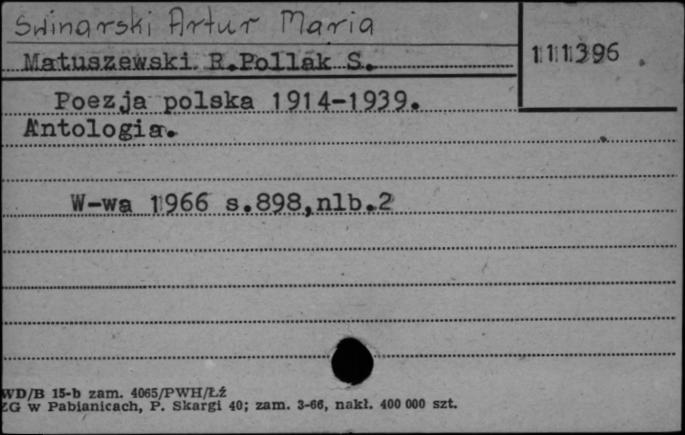 Swinarski Artur Maria
Matuszewski R.Pollak S.
111396
Poezja polska 1914-1939.
Antologia.
W-wa 1966 s.898,nlb.2
WD/B 15-b zam. 4065/PWH/Łź
ZG w Pabianicach, P. Skargi 40; zam. 3-66, nakł. 400 000 szt.